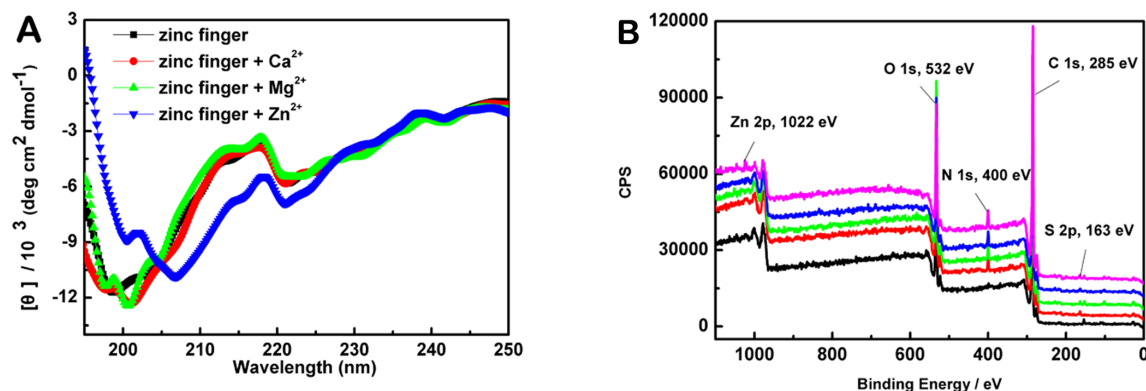 A
zinc finger
zinc finger + Ca²⁺
zinc finger + Mg²⁺
zinc finger + Zn²⁺
[θ] / 10 ³ (deg cm² dmol⁻¹)
3
0
-3
-6
-9
-12
200 210 220 230 240 250
Wavelength (nm)
B
CPS
120000
90000
60000
30000
0
O 1s, 532 eV
C 1s, 285 eV
Zn 2p, 1022 eV
N 1s, 400 eV
S 2p, 163 eV
1000 800 600 400 200 0
Binding Energy / eV